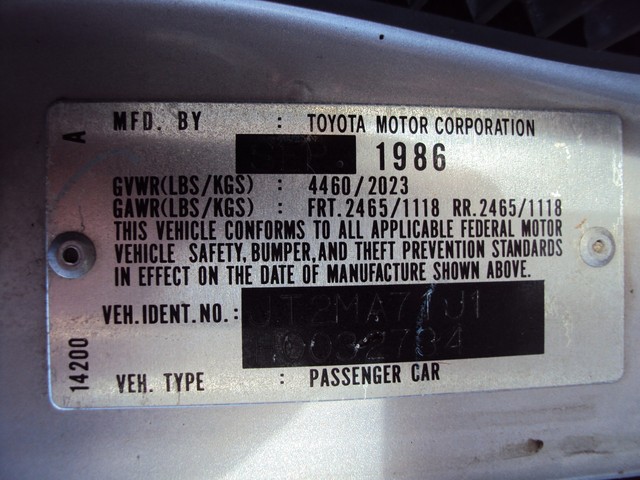 A
MFD. BY : TOYOTA MOTOR CORPORATION
1986
GVWR(LBS/KGS) : 4460/2023
GAWR(LBS/KGS) : FRT.2465/1118 RR.2465/1118
THIS VEHICLE CONFORMS TO ALL APPLICABLE FEDERAL MOTOR
VEHICLE SAFETY, BUMPER, AND THEFT PREVENTION STANDARDS
IN EFFECT ON THE DATE OF MANUFACTURE SHOWN ABOVE.
VEH. IDENT. NO. :
14200
VEH. TYPE : PASSENGER CAR